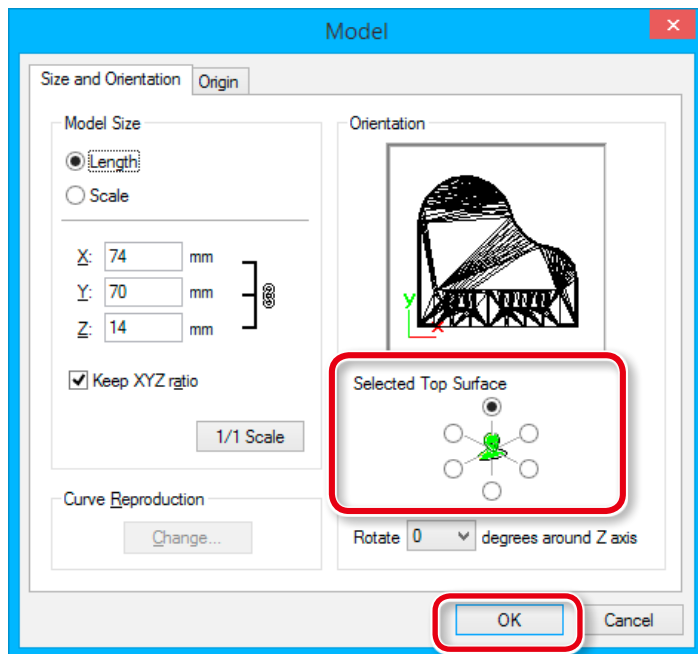 Model
Size and Orientation
Origin
Model Size
Length
Scale
X: 74 mm
Y: 70 mm
Z: 14 mm
Keep XYZ ratio
1/1 Scale
Curve Reproduction
Change...
Orientation
y
x
Selected Top Surface
Rotate 0 degrees around Z axis
OK
Cancel